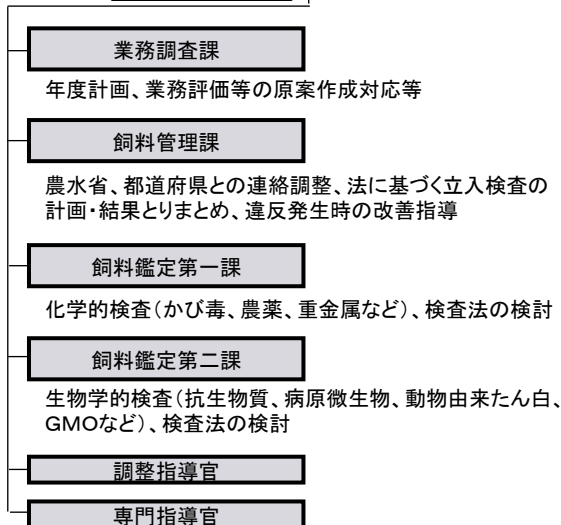 業務調査課
年度計画、業務評価等の原案作成対応等
飼料管理課
農水省、都道府県との連絡調整、法に基づく立入検査の
計画・結果とりまとめ、違反発生時の改善指導
飼料鑑定第一課
化学的検査(かび毒、農薬、重金属など)、検査法の検討
飼料鑑定第二課
生物学的検査(抗生物質、病原微生物、動物由来たん白、
GMOなど)、検査法の検討
調整指導官
専門指導官